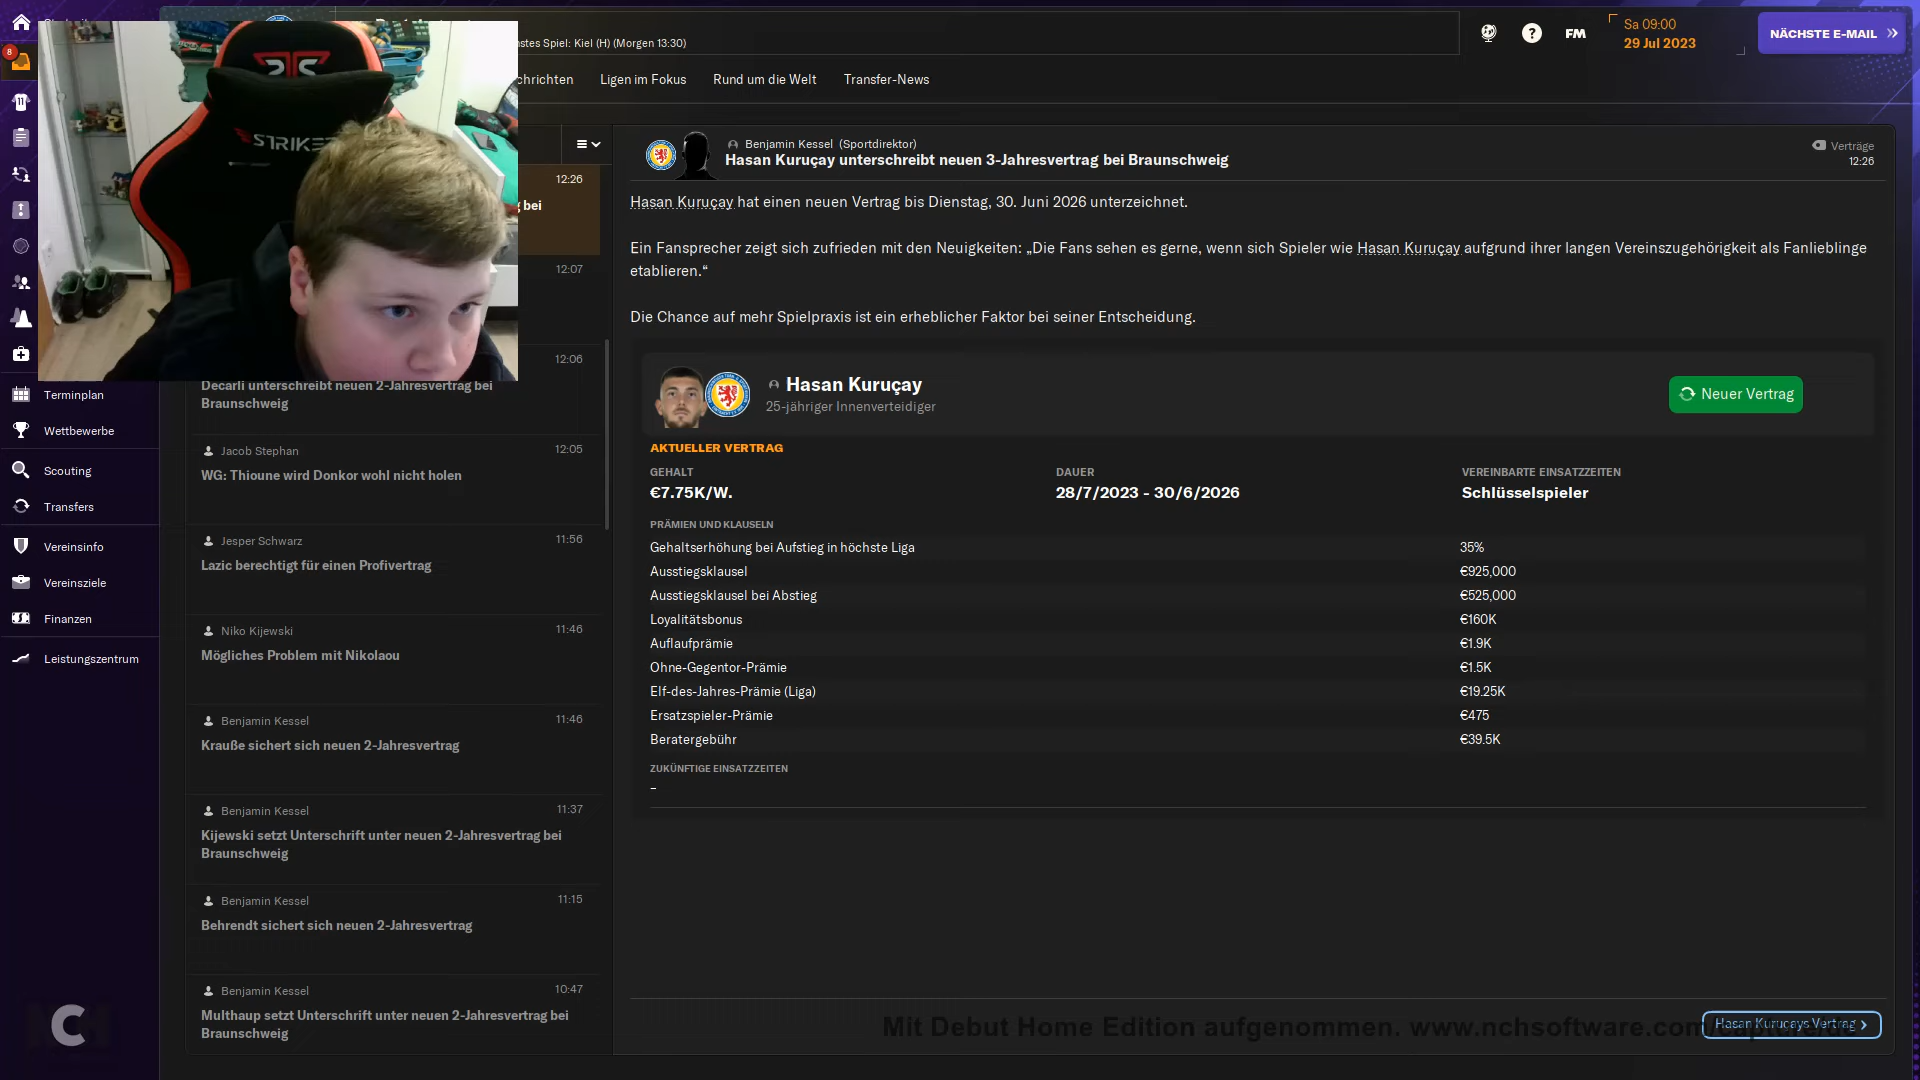 8
nstes Spiel: Kiel (H) (Morgen 13:30)
FM
Sa 09:00
29 Jul 2023
NÄCHSTE E-MAIL
chrichten
Ligen im Fokus
Rund um die Welt
Transfer-News
STRIKE
Terminplan
Wettbewerbe
Scouting
Transfers
Vereinsinfo
Vereinsziele
Finanzen
Leistungszentrum
12:26
bei
12:07
12:06
Decarli unterschreibt neuen 2-Jahresvertrag bei
Braunschweig
Jacob Stephan
12:05
WG: Thioune wird Donkor wohl nicht holen
Jesper Schwarz
11:56
Lazic berechtigt für einen Profivertrag
Niko Kijewski
11:46
Mögliches Problem mit Nikolaou
Benjamin Kessel
11:46
Krauße sichert sich neuen 2-Jahresvertrag
Benjamin Kessel
11:37
Kijewski setzt Unterschrift unter neuen 2-Jahresvertrag bei
Braunschweig
Benjamin Kessel
11:15
Behrendt sichert sich neuen 2-Jahresvertrag
Benjamin Kessel
10:47
Multhaup setzt Unterschrift unter neuen 2-Jahresvertrag bei
Braunschweig
Benjamin Kessel (Sportdirektor)
Hasan Kuruçay unterschreibt neuen 3-Jahresvertrag bei Braunschweig
Verträge
12:26
Hasan Kuruçay hat einen neuen Vertrag bis Dienstag, 30. Juni 2026 unterzeichnet.
Ein Fansprecher zeigt sich zufrieden mit den Neuigkeiten: „Die Fans sehen es gerne, wenn sich Spieler wie Hasan Kuruçay aufgrund ihrer langen Vereinszugehörigkeit als Fanlieblinge
etablieren.“
Die Chance auf mehr Spielpraxis ist ein erheblicher Faktor bei seiner Entscheidung.
Hasan Kuruçay
25-jähriger Innenverteidiger
Neuer Vertrag
AKTUELLER VERTRAG
GEHALT
DAUER
VEREINBARTE EINSATZZEITEN
€7.75K/W.
28/7/2023 - 30/6/2026
Schlüsselspieler
PRÄMIEN UND KLAUSELN
Gehaltserhöhung bei Aufstieg in höchste Liga
35%
Ausstiegsklausel
€925,000
Ausstiegsklausel bei Abstieg
€525,000
Loyalitätsbonus
€160K
Auflaufprämie
€1.9K
Ohne-Gegentor-Prämie
€1.5K
Elf-des-Jahres-Prämie (Liga)
€19.25K
Ersatzspieler-Prämie
€475
Beratergebühr
€39.5K
ZUKÜNFTIGE EINSATZZEITEN
–
Mit Debut Home Edition aufgenommen. www.nchsoftware.com/
Hasan Kuruçays Vertrag